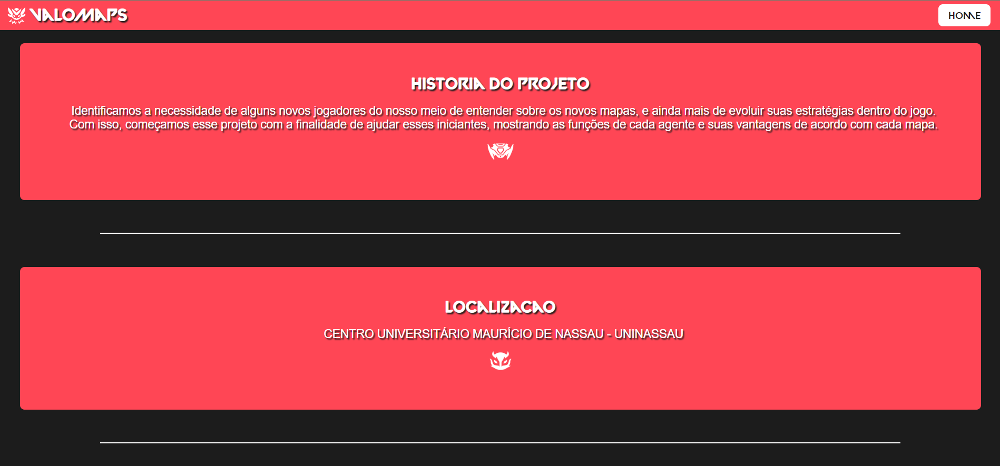 VALOMAPS
HOME
HISTORIA DO PROJETO
Identificamos a necessidade de alguns novos jogadores do nosso meio de entender sobre os novos mapas, e ainda mais de evoluir suas estratégias dentro do jogo.
Com isso, começamos esse projeto com a finalidade de ajudar esses iniciantes, mostrando as funções de cada agente e suas vantagens de acordo com cada mapa.
LOCALIZACAO
CENTRO UNIVERSITÁRIO MAURÍCIO DE NASSAU - UNINASSAU